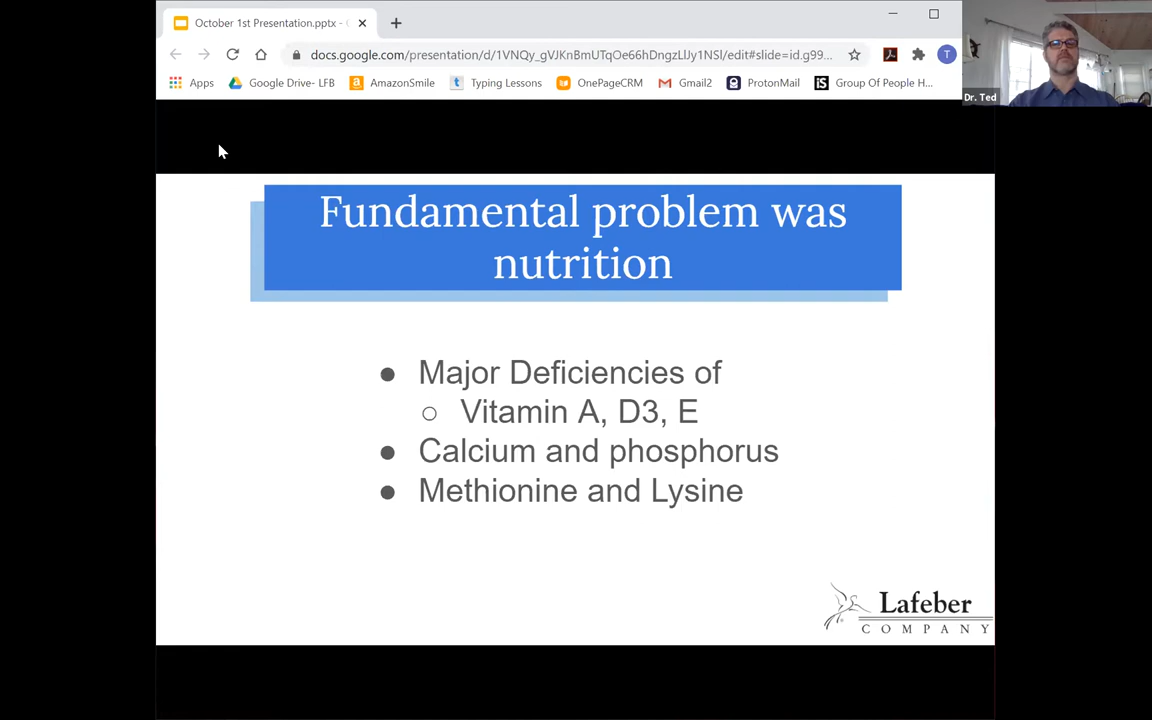 October 1st Presentation.pptx -
docs.google.com/presentation/d/1VNQy_gVJKnBmUTqOe66hDngzLlJy1NSl/edit#slide=id.g99...
T
Apps
Google Drive- LFB
AmazonSmile
Typing Lessons
OnePageCRM
Gmail2
ProtonMail
Group Of People H...
Dr. Ted
Fundamental problem was
nutrition
● Major Deficiencies of
○ Vitamin A, D3, E
● Calcium and phosphorus
● Methionine and Lysine
Lafeber
COMPANY